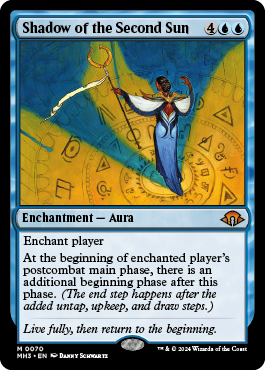 Shadow of the Second Sun 4
Enchantment — Aura
Enchant player
At the beginning of enchanted player's
postcombat main phase, there is an
additional beginning phase after this
phase. (The end step happens after the
added untap, upkeep, and draw steps.)
Live fully, then return to the beginning.
M 0070
MH3 • EN Danny Schwartz
™ & © 2024 Wizards of the Coast